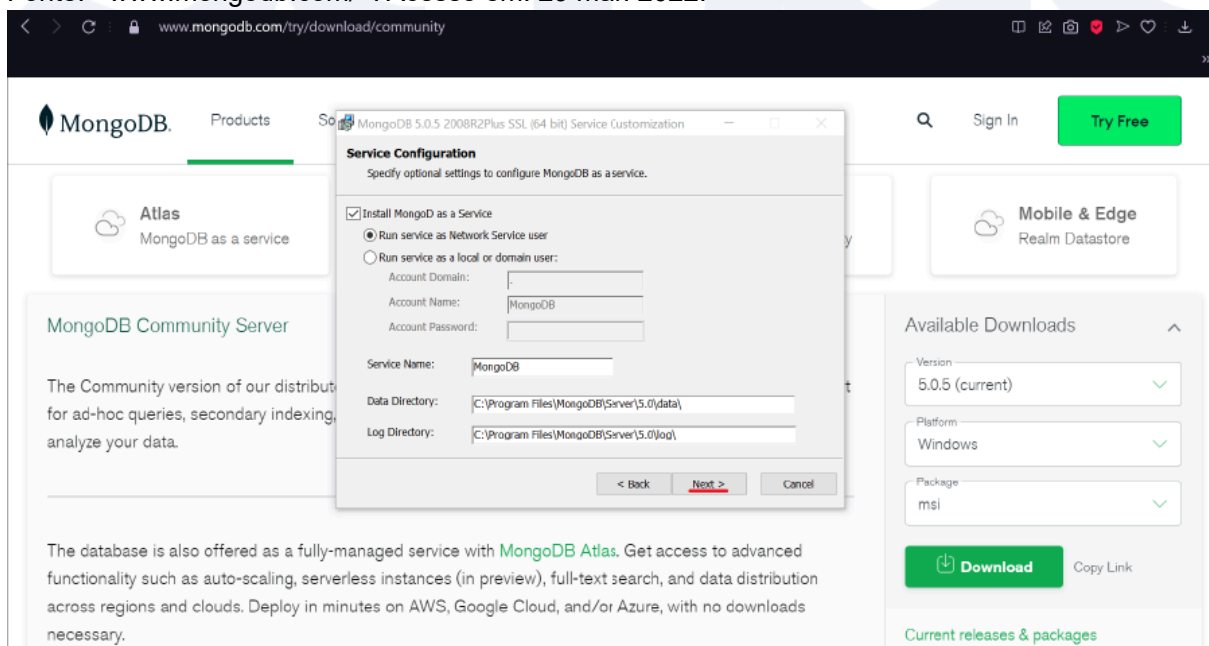 www.mongodb.com/try/download/community
MongoDB.
Products
So
Sign In
Try Free
MongoDB 5.0.5 2008R2Plus SSL (64 bit) Service Customization
Service Configuration
Specify optional settings to configure MongoDB as a service.
Install MongoD as a Service
Run service as Network Service user
Run service as a local or domain user:
Account Domain:
.
Account Name:
MongoDB
Account Password:
Service Name:
MongoDB
Data Directory:
C:\Program Files\MongoDB\Server\5.0\data\
Log Directory:
C:\Program Files\MongoDB\Server\5.0\log\
< Back
Next >
Cancel
Atlas
MongoDB as a service
y
Mobile & Edge
Realm Datastore
MongoDB Community Server
The Community version of our distribut
t
for ad-hoc queries, secondary indexing,
analyze your data.
The database is also offered as a fully-managed service with MongoDB Atlas. Get access to advanced
functionality such as auto-scaling, serverless instances (in preview), full-text search, and data distribution
across regions and clouds. Deploy in minutes on AWS, Google Cloud, and/or Azure, with no downloads
necessary.
Available Downloads
Version
5.0.5 (current)
Platform
Windows
Package
msi
Download
Copy Link
Current releases & packages